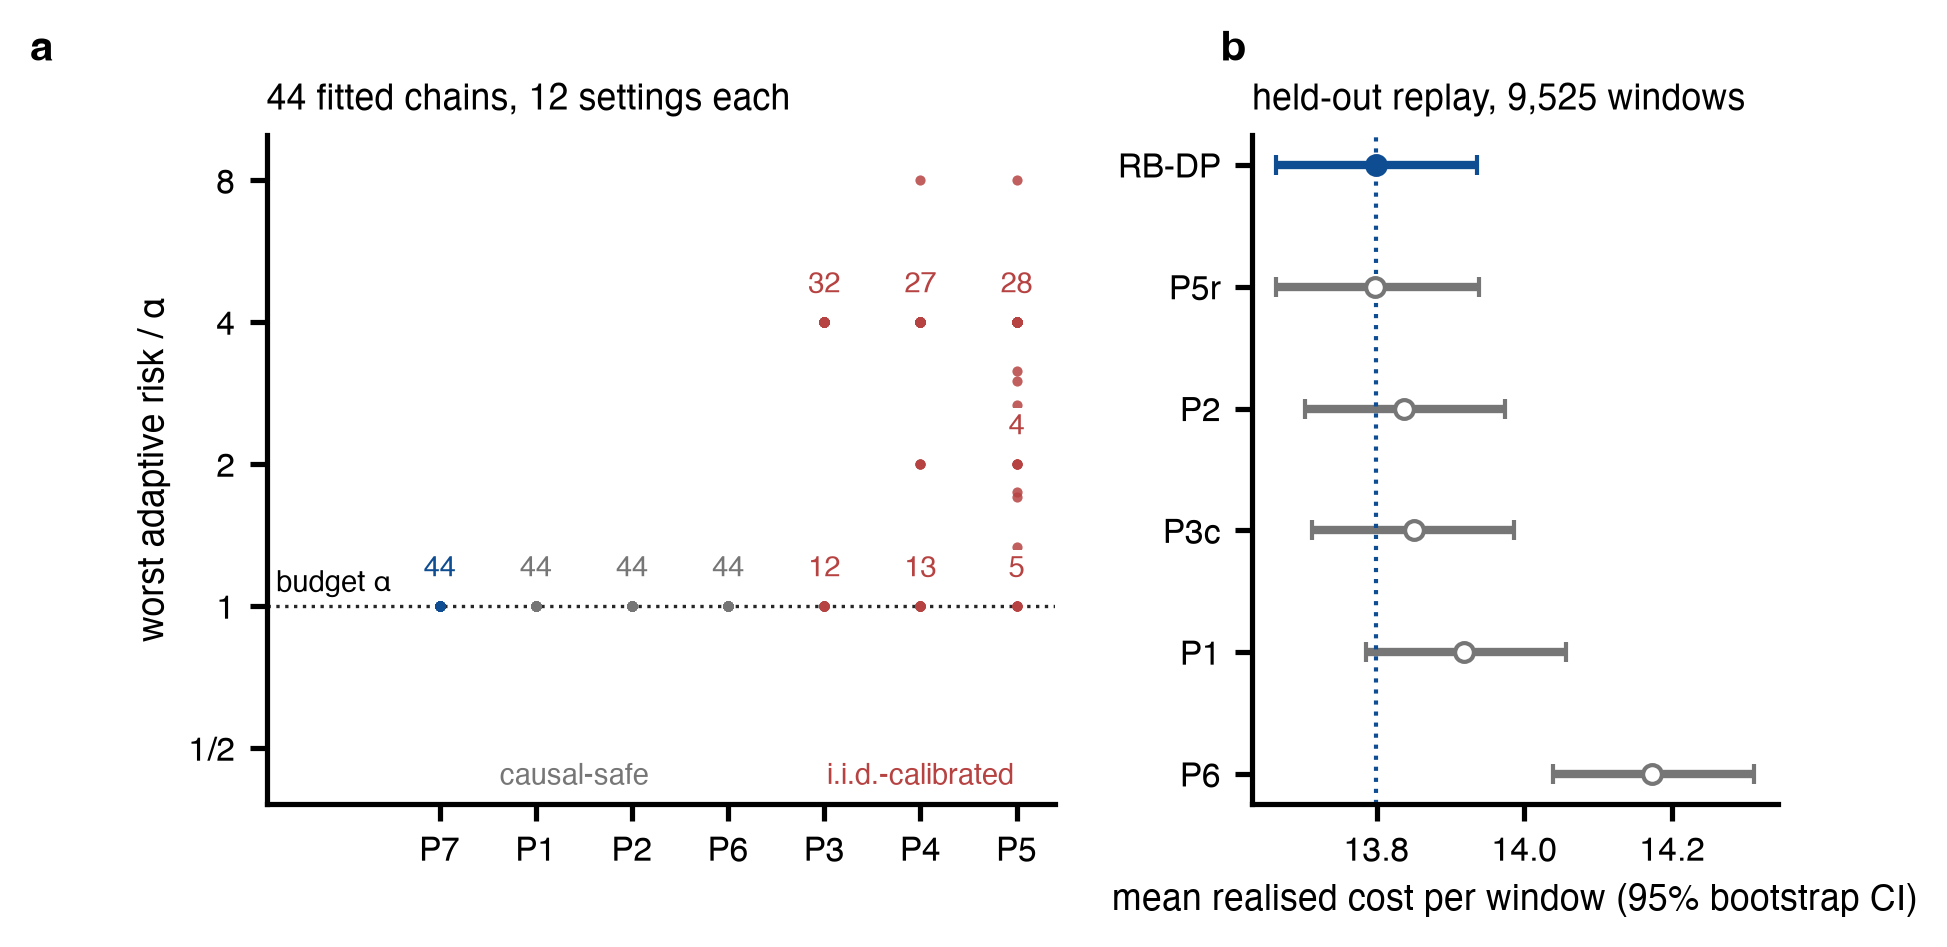 a
44 fitted chains, 12 settings each
worst adaptive risk / α
8
4
2
1
1/2
32
27
28
4
budget α
44
44
44
44
12
13
5
causal-safe
i.i.d.-calibrated
P7
P1
P2
P6
P3
P4
P5
b
held-out replay, 9,525 windows
RB-DP
P5r
P2
P3c
P1
P6
13.8
14.0
14.2
mean realised cost per window (95% bootstrap CI)